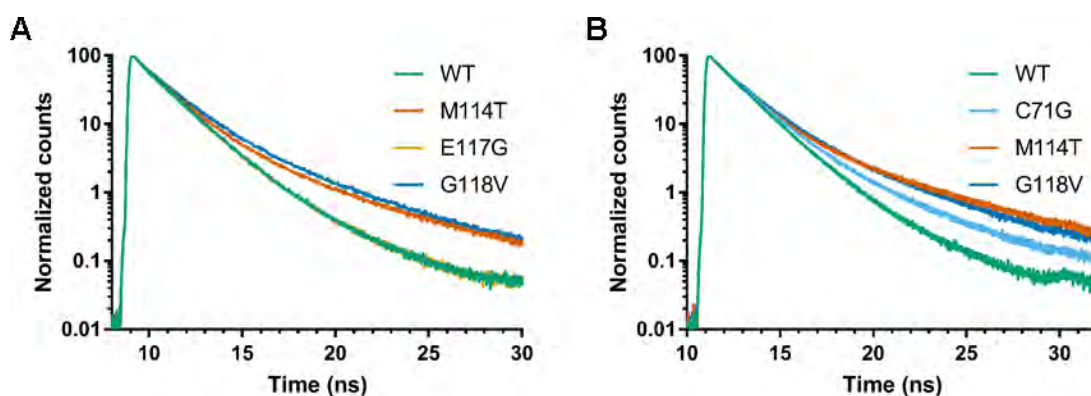 A
Normalized counts
100
10
1
0.1
0.01
WT
M114T
E117G
G118V
10 15 20 25 30
Time (ns)
B
Normalized counts
100
10
1
0.1
0.01
WT
C71G
M114T
G118V
10 15 20 25 30
Time (ns)